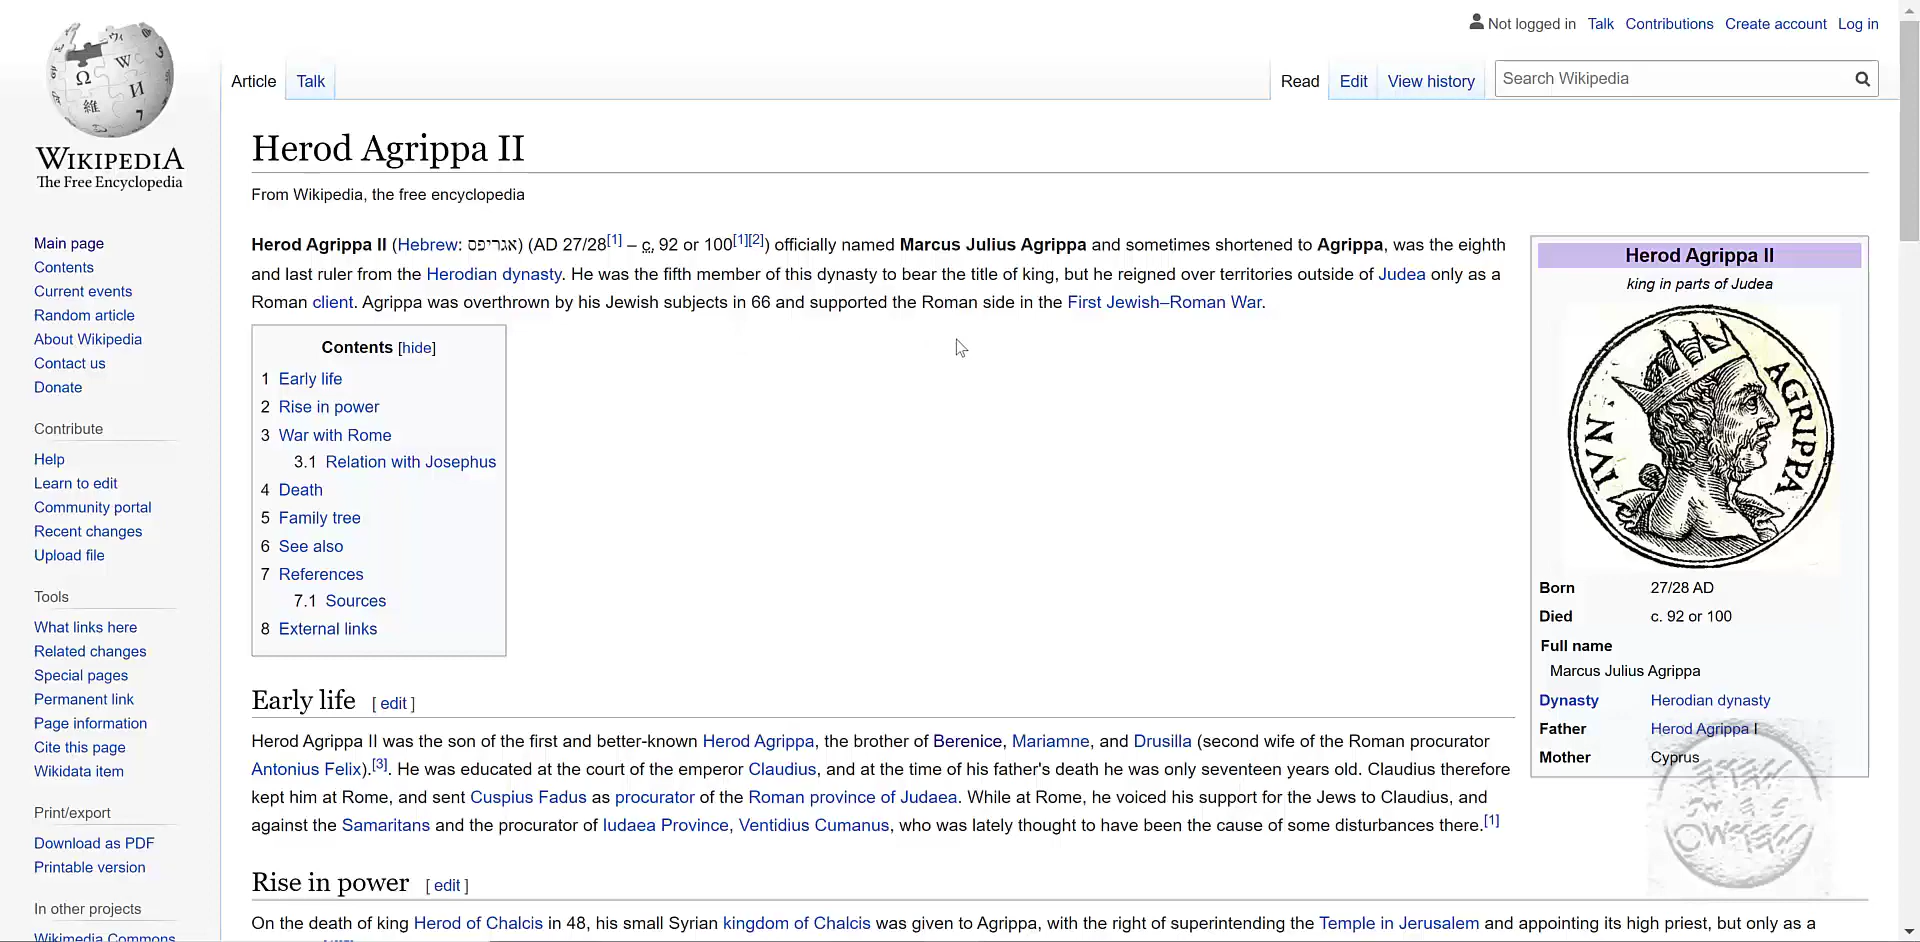 Not logged in Talk Contributions Create account Log in
Article Talk Read Edit View history Search Wikipedia
WIKIPEDIA
The Free Encyclopedia
Main page
Contents
Current events
Random article
About Wikipedia
Contact us
Donate
Contribute
Help
Learn to edit
Community portal
Recent changes
Upload file
Tools
What links here
Related changes
Special pages
Permanent link
Page information
Cite this page
Wikidata item
Print/export
Download as PDF
Printable version
In other projects
Wikimedia Commons
Herod Agrippa II
From Wikipedia, the free encyclopedia
Herod Agrippa II (Hebrew: אגריפס) (AD 27/28[1] – c. 92 or 100[1][2]) officially named Marcus Julius Agrippa and sometimes shortened to Agrippa, was the eighth
and last ruler from the Herodian dynasty. He was the fifth member of this dynasty to bear the title of king, but he reigned over territories outside of Judea only as a
Roman client. Agrippa was overthrown by his Jewish subjects in 66 and supported the Roman side in the First Jewish–Roman War.
Contents [hide]
1 Early life
2 Rise in power
3 War with Rome
3.1 Relation with Josephus
4 Death
5 Family tree
6 See also
7 References
7.1 Sources
8 External links
Herod Agrippa II
king in parts of Judea
IVN AGRIPPA
Born 27/28 AD
Died c. 92 or 100
Full name
Marcus Julius Agrippa
Dynasty Herodian dynasty
Father Herod Agrippa I
Mother Cyprus
Early life [ edit ]
Herod Agrippa II was the son of the first and better-known Herod Agrippa, the brother of Berenice, Mariamne, and Drusilla (second wife of the Roman procurator
Antonius Felix).[3]. He was educated at the court of the emperor Claudius, and at the time of his father's death he was only seventeen years old. Claudius therefore
kept him at Rome, and sent Cuspius Fadus as procurator of the Roman province of Judaea. While at Rome, he voiced his support for the Jews to Claudius, and
against the Samaritans and the procurator of Iudaea Province, Ventidius Cumanus, who was lately thought to have been the cause of some disturbances there.[1]
Rise in power [ edit ]
On the death of king Herod of Chalcis in 48, his small Syrian kingdom of Chalcis was given to Agrippa, with the right of superintending the Temple in Jerusalem and appointing its high priest, but only as a